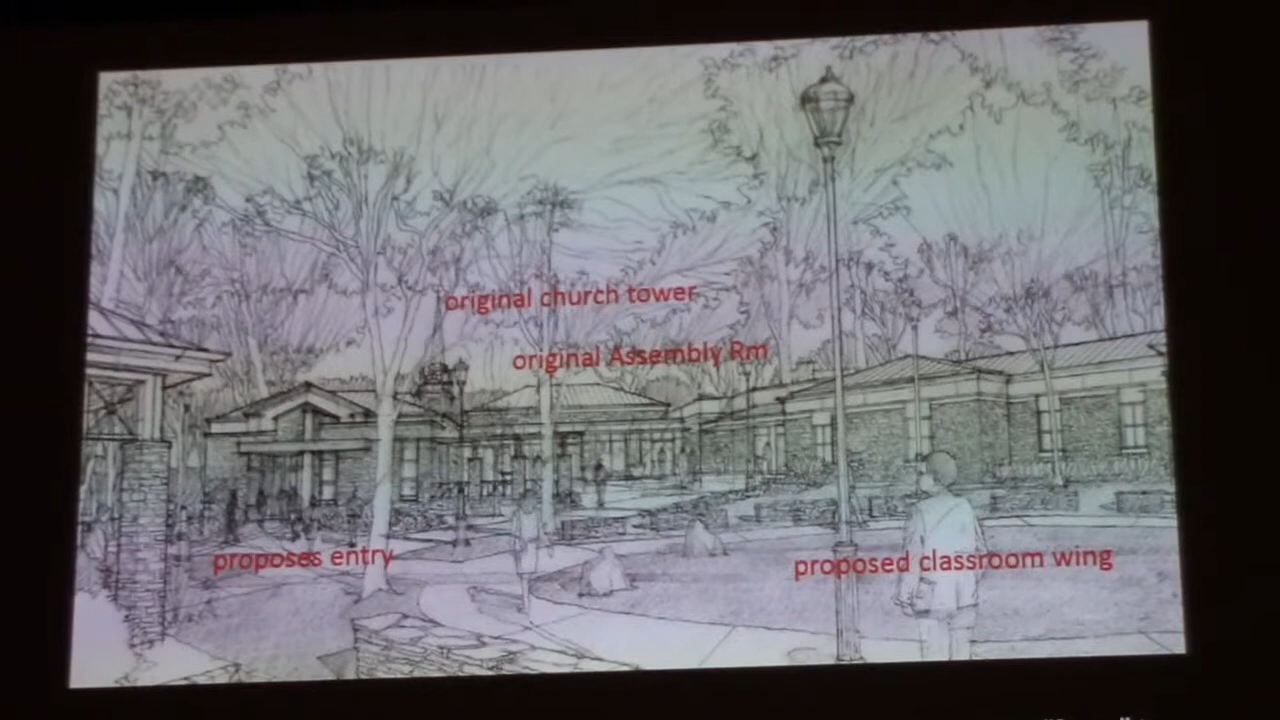 original church tower
original Assembly Rm
proposes entry
proposed classroom wing